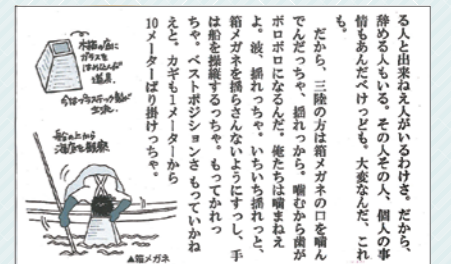 る人と出来ねえ人がいるわけさ。だから、
辞める人もいる。その人その人、個人の事
情もあんだべけっども。大変なんだ、これ
も。
だから、三陸の方は箱メガネの口を噛ん
でんだっちゃ、揺れっから。噛むから歯が
ボロボロになるんだ。俺たちは噛まねえ
よ。波、揺れっちゃ。いちいち揺れっと、
箱メガネを揺らさんないようにすっし、手
は船を操縦するっちゃ。もってかれっ
ちゃ。ベストポジションさもっていかね
えと。カギも1メーターから
10メーターばり掛けっちゃ。
木箱の底に
ガラスを
はめこんだ
道具。
今はプラスチック製が
主流。
船の上から
海底を観察
▲箱メガネ